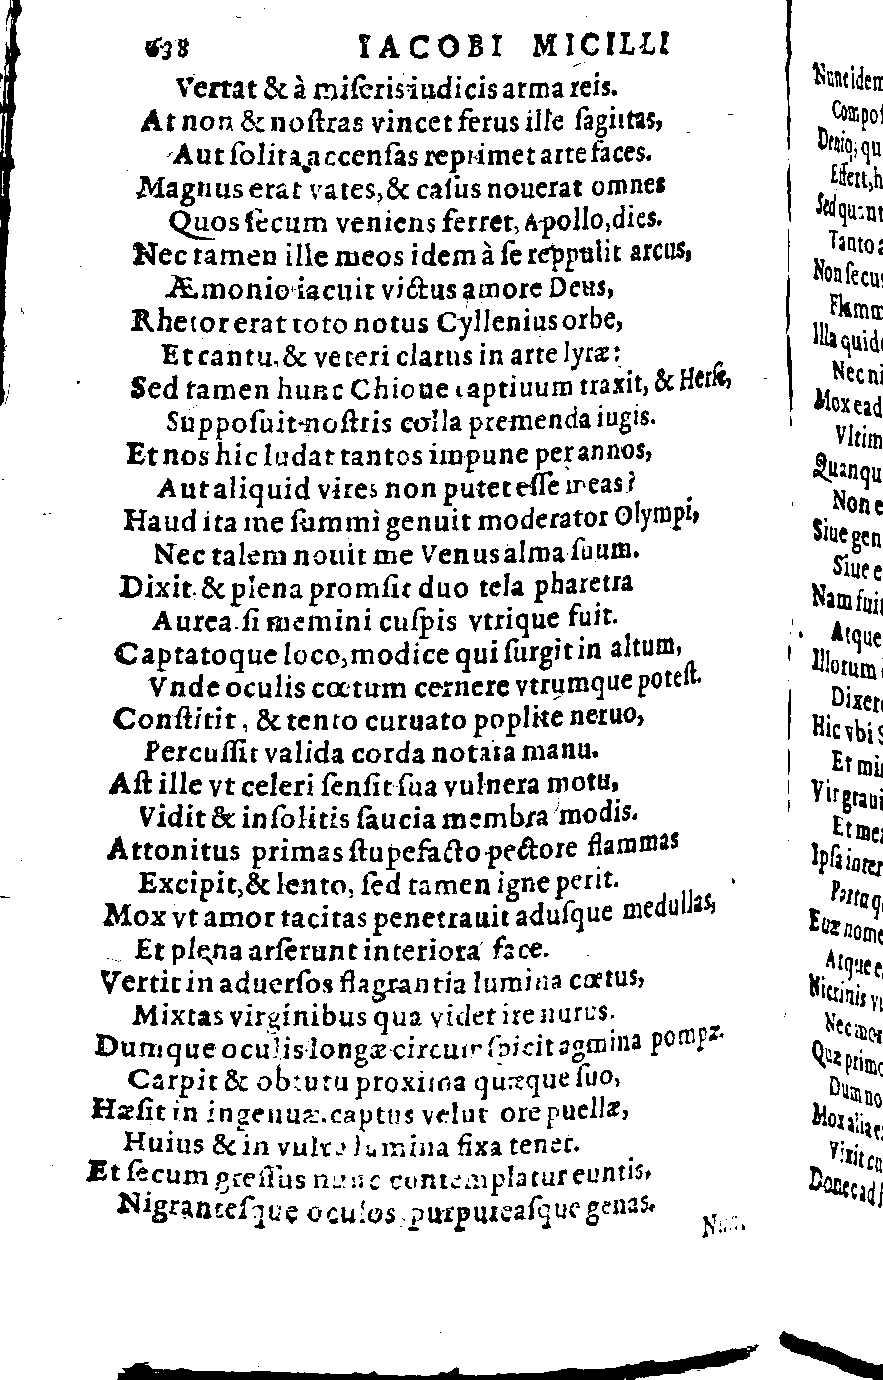 638 IACOBI MICILLI
Vertat & à miſeris iudicis arma reis.
At non & noſtras vincet ferus ille ſagittas,
Aut ſolita accenſas reprimet arte faces.
Magnus erat vates, & caſus nouerat omnes
Quos ſecum veniens ferret, Apollo, dies.
Nec tamen ille meos idem à ſe reppulit arcus,
Æmonio iacuit victus amore Deus,
Rhetor erat toto notus Cyllenius orbe,
Et cantu, & veteri clarus in arte lyræ:
Sed tamen hunc Chione captiuum traxit, & Herſe,
Suppoſuit noſtris colla premenda iugis.
Et nos hic ludat tantos impune per annos,
Aut aliquid vires non putet eſſe meas?
Haud ita me ſummi genuit moderator Olympi,
Nec talem nouit me Venus alma ſuum.
Dixit, & plena promſit duo tela pharetra
Aurea ſi memini cuſpis vtrique fuit.
Captatoque loco, modice qui ſurgit in altum,
Vnde oculis cœtum cernere vtrumque poteſt.
Conſtitit, & tento curuato poplite neruo,
Percuſſit valida corda notata manu.
Aſt ille vt celeri ſenſit ſua vulnera motu,
Vidit & inſolitis ſaucia membra modis.
Attonitus primas ſtupefacto pectore flammas
Excipit, & lento, ſed tamen igne perit.
Mox vt amor tacitas penetrauit aduſque medullas,
Et plena arſerunt interiora face.
Vertit in aduerſos flagrantia lumina cœtus,
Mixtas virginibus qua videt ire nurus.
Dumque oculis longæ circumſpicit agmina pompæ.
Carpit & obtutu proxima quæque ſuo,
Hæſit in ingenuæ captus velut ore puellæ,
Huius & in vultu lumina fixa tenet.
Et ſecum greſſus nunc contemplatur euntis,
Nigranteſque oculos, purpureaſque genas.
Nunc idem
Compoſ
Deniq; qu
Effert, h
Sed quant
Tanto a
Non ſecus
Flamm
Illa quide
Nec ni
Mox ead
Vltim
Quanqu
Non e
Siue gen
Siue e
Nam fuit
Atque
Illorum
Dixer
Hic vbi S
Et mi
Vir graui
Et me
Ipſa inter
Parta q
Euæ nome
Atque e
Nec mor
Quæ primo
Dum no
Mox alia e
Vixit cu
Donec ad